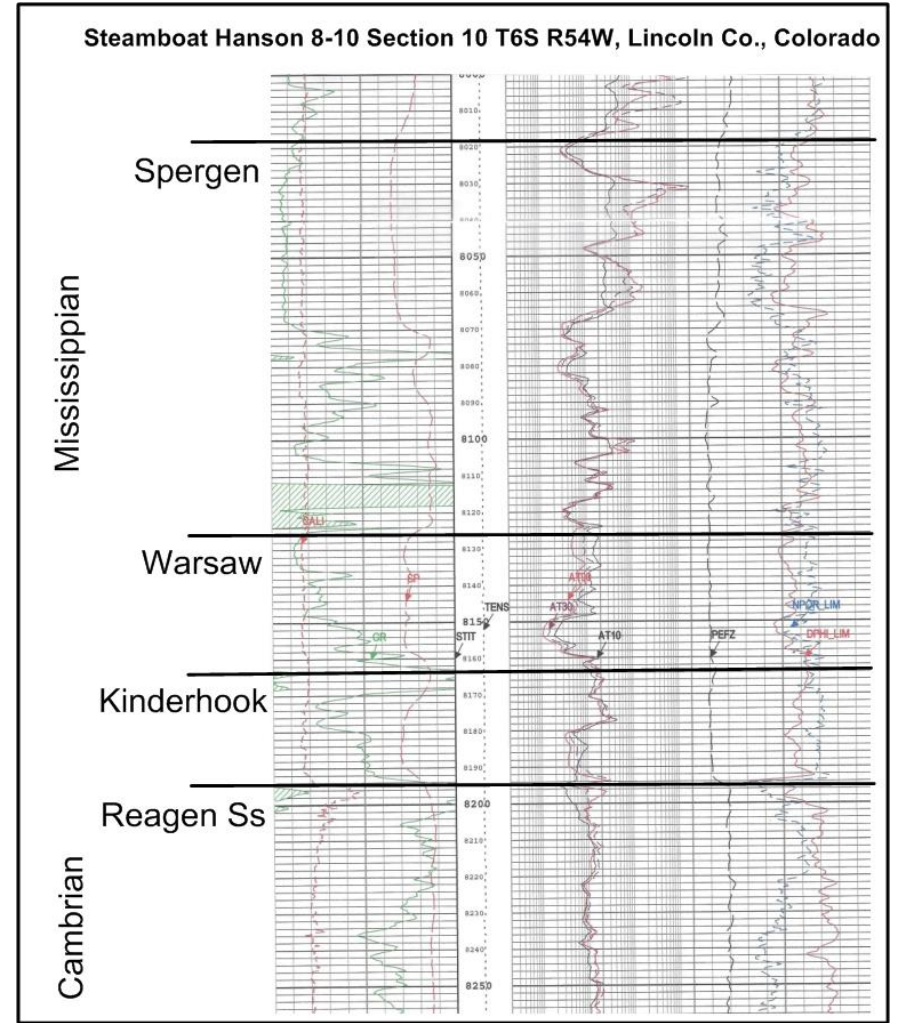 Steamboat Hanson 8-10 Section 10 T6S R54W, Lincoln Co., Colorado
8010
8020
Spergen
8030
8050
8060
Mississippian
8070
8080
8090
8100
8110
8120
CALI
Warsaw
8130
8140
SP
AT30
TENS
8150
NPOR_LIM
GR
STIT
AT10
PEFZ
DPHI_LIM
8160
Kinderhook
8170
8180
8190
Reagen Ss
8200
8210
8220
Cambrian
8230
8240
8250